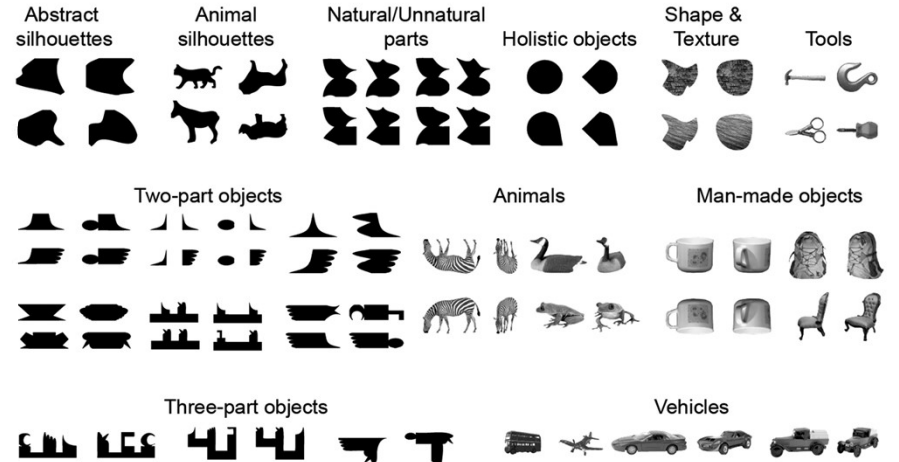 Abstract
silhouettes
Animal
silhouettes
Natural/Unnatural
parts
Holistic objects
Shape &
Texture
Tools
Two-part objects
Animals
Man-made objects
Three-part objects
Vehicles